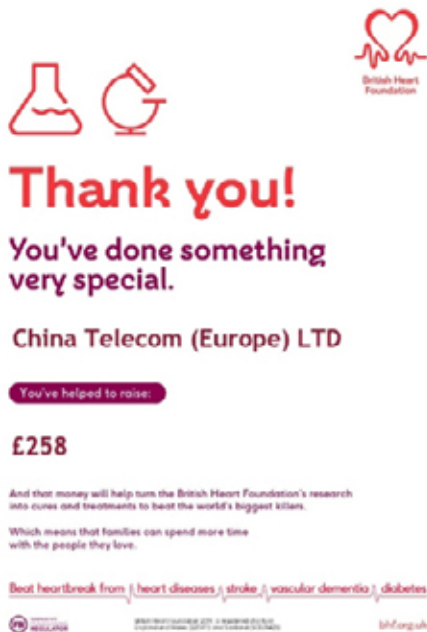 British Heart
Foundation
Thank you!
You've done something
very special.
China Telecom (Europe) LTD
You've helped to raise:
£258
And that money will help turn the British Heart Foundation's research
into cures and treatments to beat the world's biggest killers.
Which means that families can spend more time
with the people they love.
Beat heartbreak from heart diseases stroke vascular dementia diabetes
FR
REGULATOR
bhf.org.uk